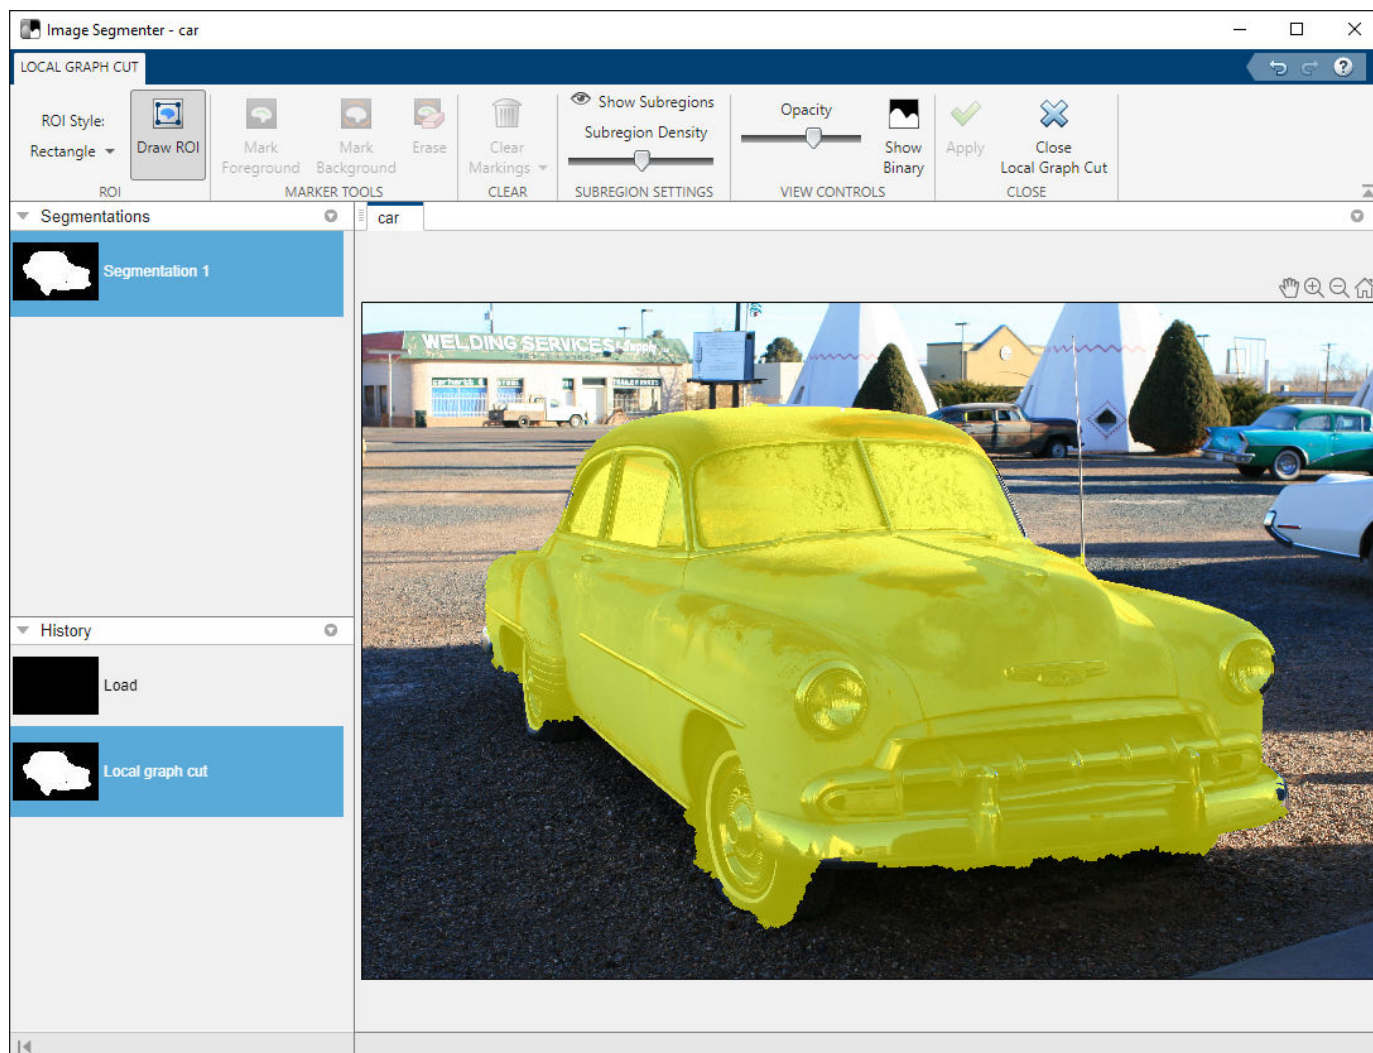 Image Segmenter - car
LOCAL GRAPH CUT
ROI Style:
Rectangle
Draw ROI
Mark
Foreground
Mark
Background
Erase
Clear
Markings
Show Subregions
Subregion Density
Opacity
Show
Binary
Apply
Close
Local Graph Cut
ROI
MARKER TOOLS
CLEAR
SUBREGION SETTINGS
VIEW CONTROLS
CLOSE
Segmentations
car
Segmentation 1
WELDING SERVICES & Supply
History
Load
Local graph cut